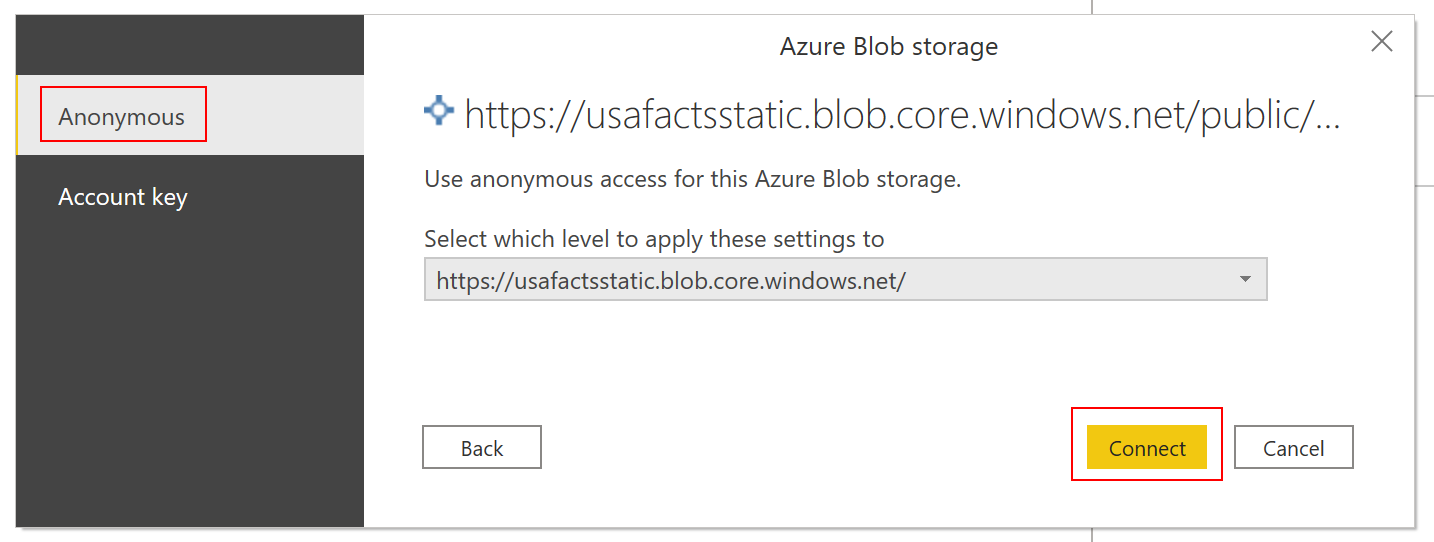 Azure Blob storage
Anonymous
Account key
https://usafactsstatic.blob.core.windows.net/public/...
Use anonymous access for this Azure Blob storage.
Select which level to apply these settings to
https://usafactsstatic.blob.core.windows.net/
Back
Connect
Cancel